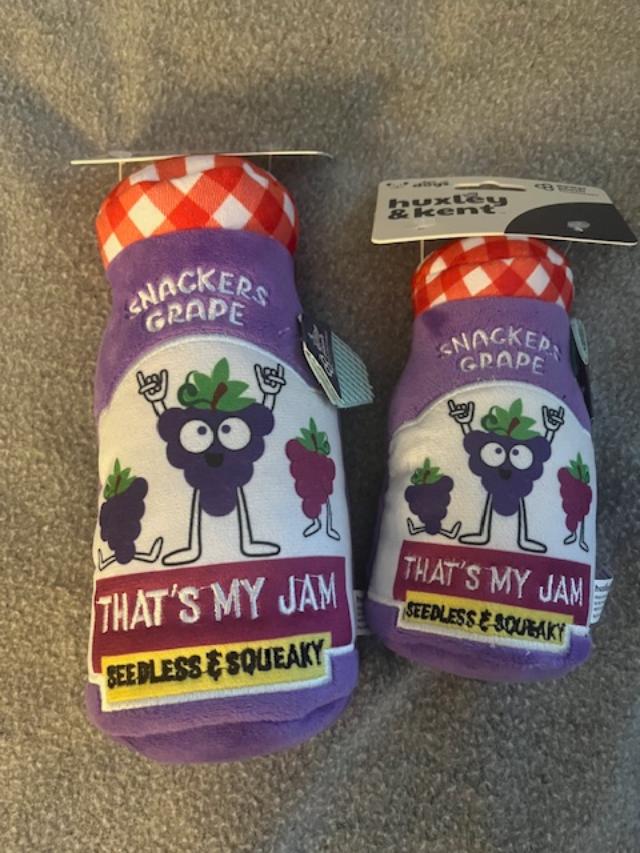 SNACKERS
GRAPE
THAT'S MY JAM
SEEDLESS & SQUEAKY
huxley
& kent
SNACKERS
GRAPE
THAT'S MY JAM
SEEDLESS & SQUEAKY